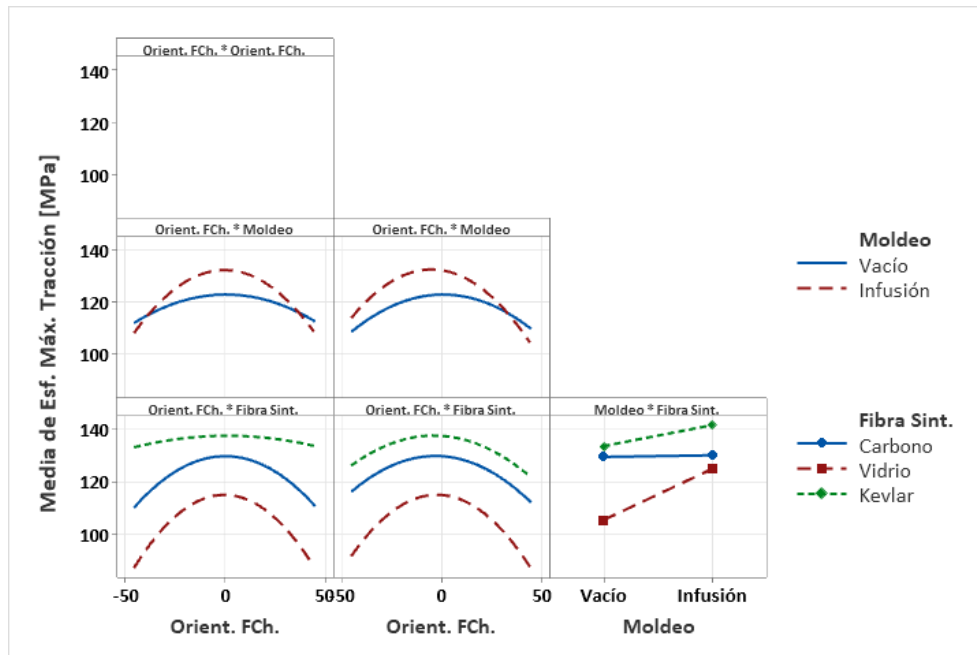 Orient. FCh. * Orient. FCh.
140
120
100
Orient. FCh. * Moldeo
Orient. FCh. * Moldeo
140
120
100
Orient. FCh. * Fibra Sint.
Orient. FCh. * Fibra Sint.
Moldeo * Fibra Sint.
140
120
100
-50
0
50
-50
0
50
Vacío
Infusión
Orient. FCh.
Orient. FCh.
Moldeo
Media de Esf. Máx. Tracción [MPa]
Moldeo
Vacío
Infusión
Fibra Sint.
Carbono
Vidrio
Kevlar